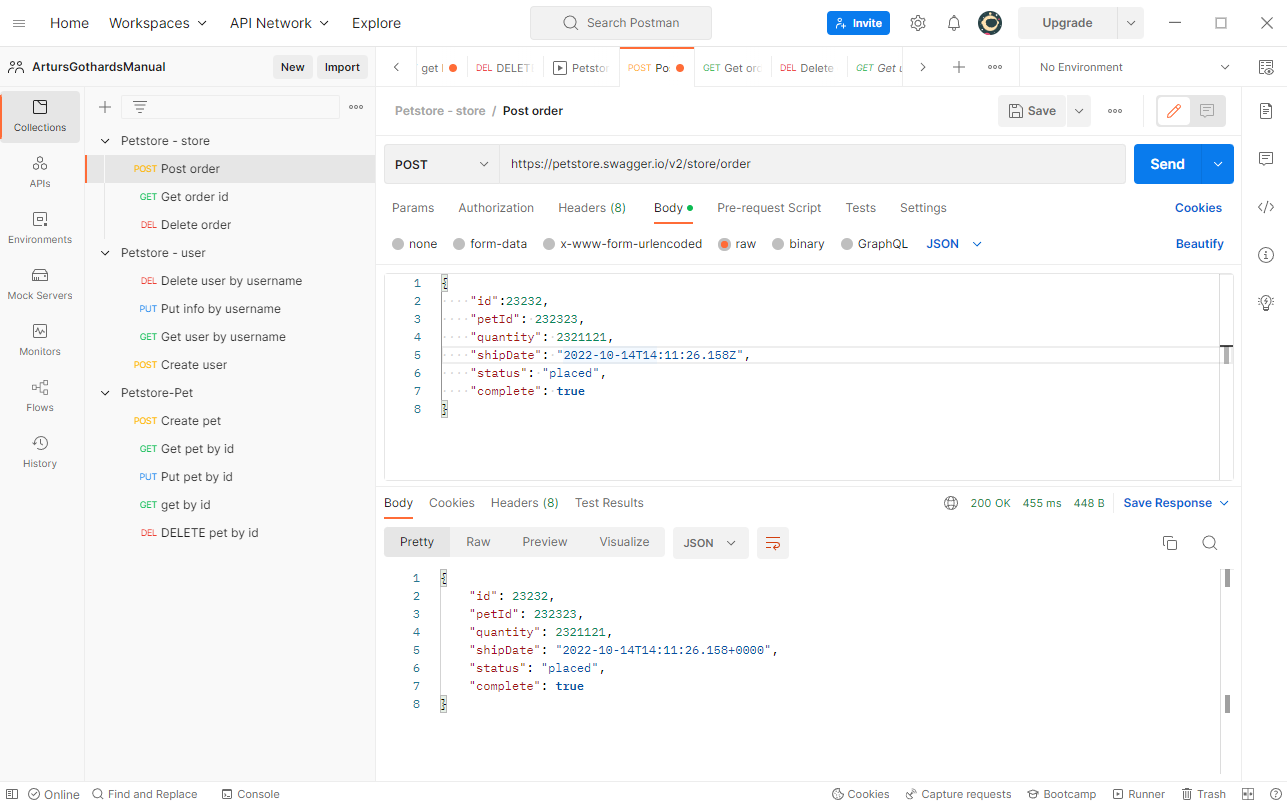 Home Workspaces API Network Explore Search Postman Invite Upgrade
ArtursGothardsManual New Import
get DEL DELET Petstor POST Po GET Get or DEL Delete GET Get No Environment
Collections
APIs
Environments
Mock Servers
Monitors
Flows
History
Petstore - store
POST Post order
GET Get order id
DEL Delete order
Petstore - user
DEL Delete user by username
PUT Put info by username
GET Get user by username
POST Create user
Petstore-Pet
POST Create pet
GET Get pet by id
PUT Put pet by id
GET get by id
DEL DELETE pet by id
Petstore - store / Post order Save
POST https://petstore.swagger.io/v2/store/order Send
Params Authorization Headers (8) Body Pre-request Script Tests Settings Cookies
none form-data x-www-form-urlencoded raw binary GraphQL JSON Beautify
1 {
2 "id":23232,
3 "petId": 232323,
4 "quantity": 2321121,
5 "shipDate": "2022-10-14T14:11:26.158Z",
6 "status": "placed",
7 "complete": true
8 }
Body Cookies Headers (8) Test Results 200 OK 455 ms 448 B Save Response
Pretty Raw Preview Visualize JSON
1 {
2 "id": 23232,
3 "petId": 232323,
4 "quantity": 2321121,
5 "shipDate": "2022-10-14T14:11:26.158+0000",
6 "status": "placed",
7 "complete": true
8 }
Online Find and Replace Console Cookies Capture requests Bootcamp Runner Trash